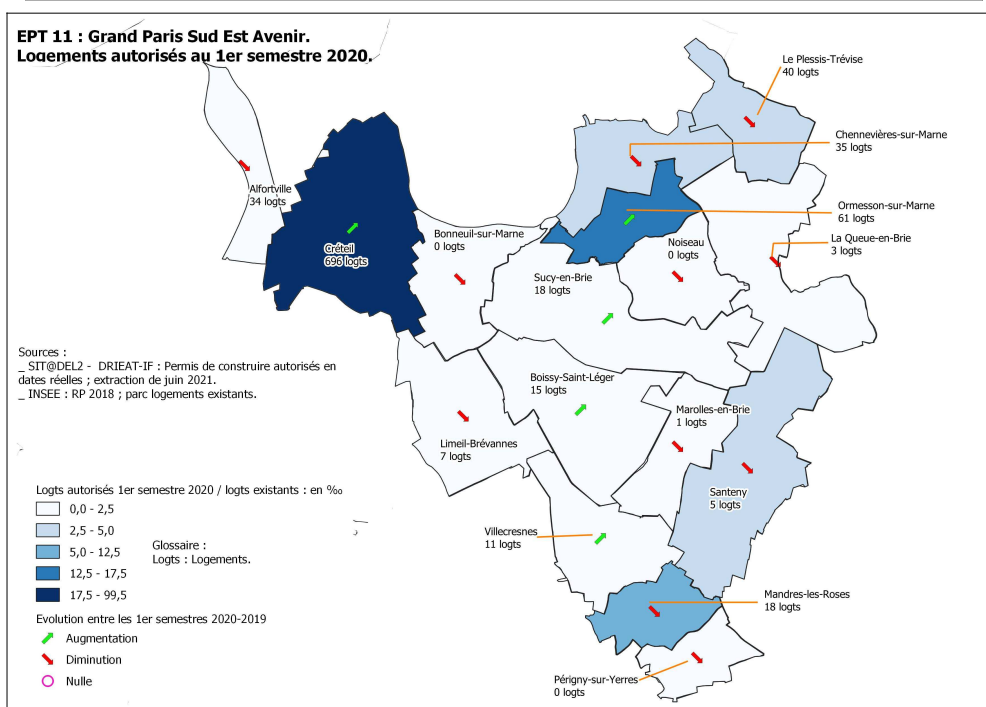 EPT 11 : Grand Paris Sud Est Avenir.
Logements autorisés au 1er semestre 2020.
Le Plessis-Trévise
40 logts
Chennevières-sur-Marne
35 logts
Alfortville
34 logts
Ormesson-sur-Marne
61 logts
Bonneuil-sur-Marne
0 logts
Noiseau
0 logts
La Queue-en-Brie
3 logts
Créteil
696 logts
Sucy-en-Brie
18 logts
Sources :
_ SIT@DEL2 - DRIEAT-IF : Permis de construire autorisés en
dates réelles ; extraction de juin 2021.
_ INSEE : RP 2018 ; parc logements existants.
Boissy-Saint-Léger
15 logts
Marolles-en-Brie
1 logts
Limeil-Brévannes
7 logts
Santeny
5 logts
Villecresnes
11 logts
Mandres-les-Roses
18 logts
Périgny-sur-Yerres
0 logts
Logts autorisés 1er semestre 2020 / logts existants : en ‰
0,0 - 2,5
2,5 - 5,0
5,0 - 12,5
12,5 - 17,5
17,5 - 99,5
Glossaire :
Logts : Logements.
Evolution entre les 1er semestres 2020-2019
Augmentation
Diminution
Nulle